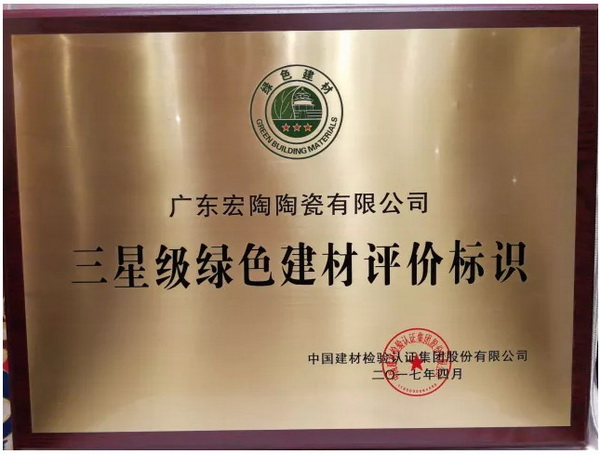 绿色建材
GREEN BUILDING MATERIALS
广东宏陶陶瓷有限公司
三星级绿色建材评价标识
中国建材检验认证集团股份有限公司
二〇一七年四月